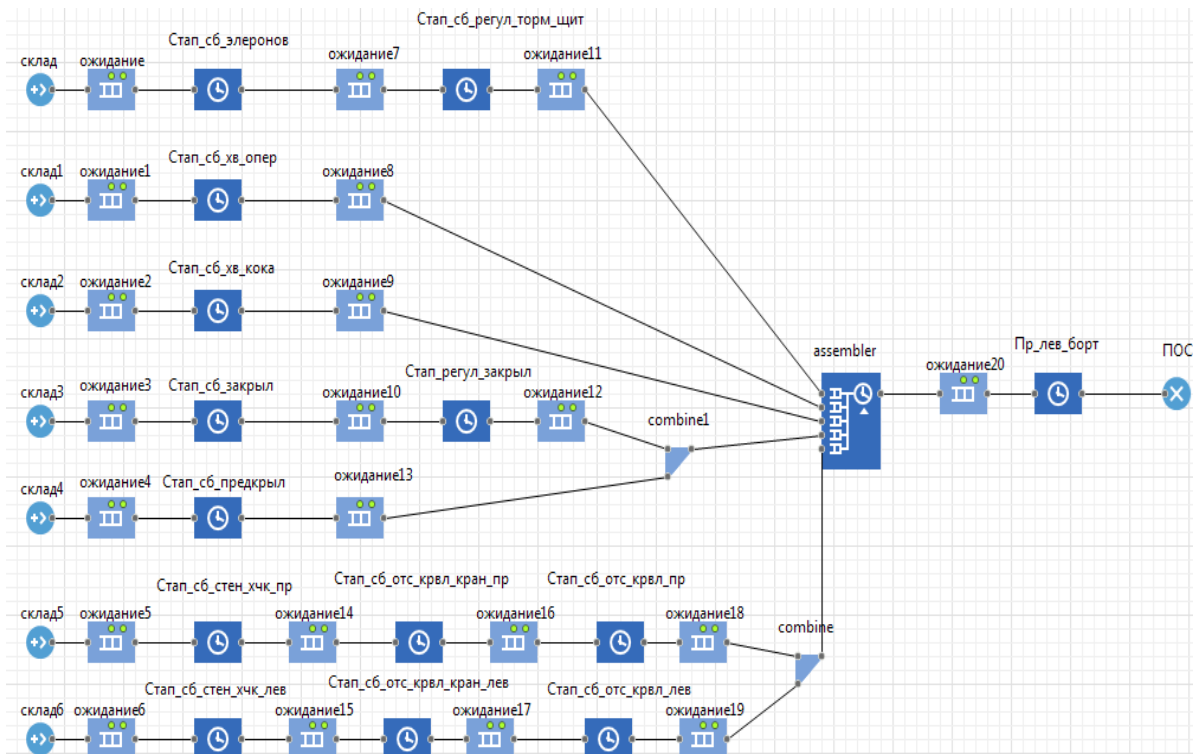 Стап_сб_регул_торм_щит
Стап_сб_элеронов
склад
ожидание
ожидание7
ожидание11
Стап_сб_хв_опер
склад1
ожидание1
ожидание8
Стап_сб_хв_кока
склад2
ожидание2
ожидание9
assembler
Пр_лев_борт
ПОС
ожидание20
Стап_регул_закрыл
склад3
ожидание3
Стап_сб_закрыл
ожидание10
ожидание12
combine1
склад4
ожидание4
Стап_сб_предкрыл
ожидание13
Стап_сб_стен_хчк_пр
Стап_сб_отс_крвл_кран_пр
Стап_сб_отс_крвл_пр
склад5
ожидание5
ожидание14
ожидание16
ожидание18
combine
Стап_сб_стен_хчк_лев
Стап_сб_отс_крвл_кран_лев
Стап_сб_отс_крвл_лев
склад6
ожидание6
ожидание15
ожидание17
ожидание19